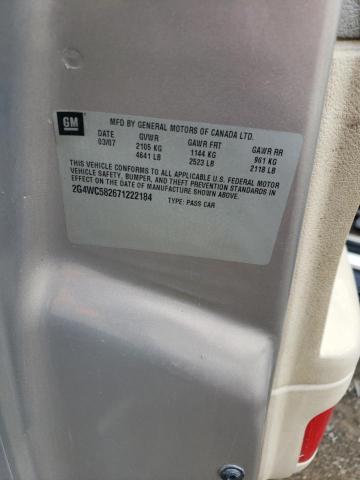 GM MFD BY GENERAL MOTORS OF CANADA LTD.
DATE GVWR GAWR FRT GAWR RR
03/07 2105 KG 1144 KG 961 KG
4641 LB 2523 LB 2118 LB
THIS VEHICLE CONFORMS TO ALL APPLICABLE U.S. FEDERAL MOTOR
VEHICLE SAFETY, BUMPER, AND THEFT PREVENTION STANDARDS IN
EFFECT ON THE DATE OF MANUFACTURE SHOWN ABOVE.
2G4WC582671222184 TYPE: PASS CAR